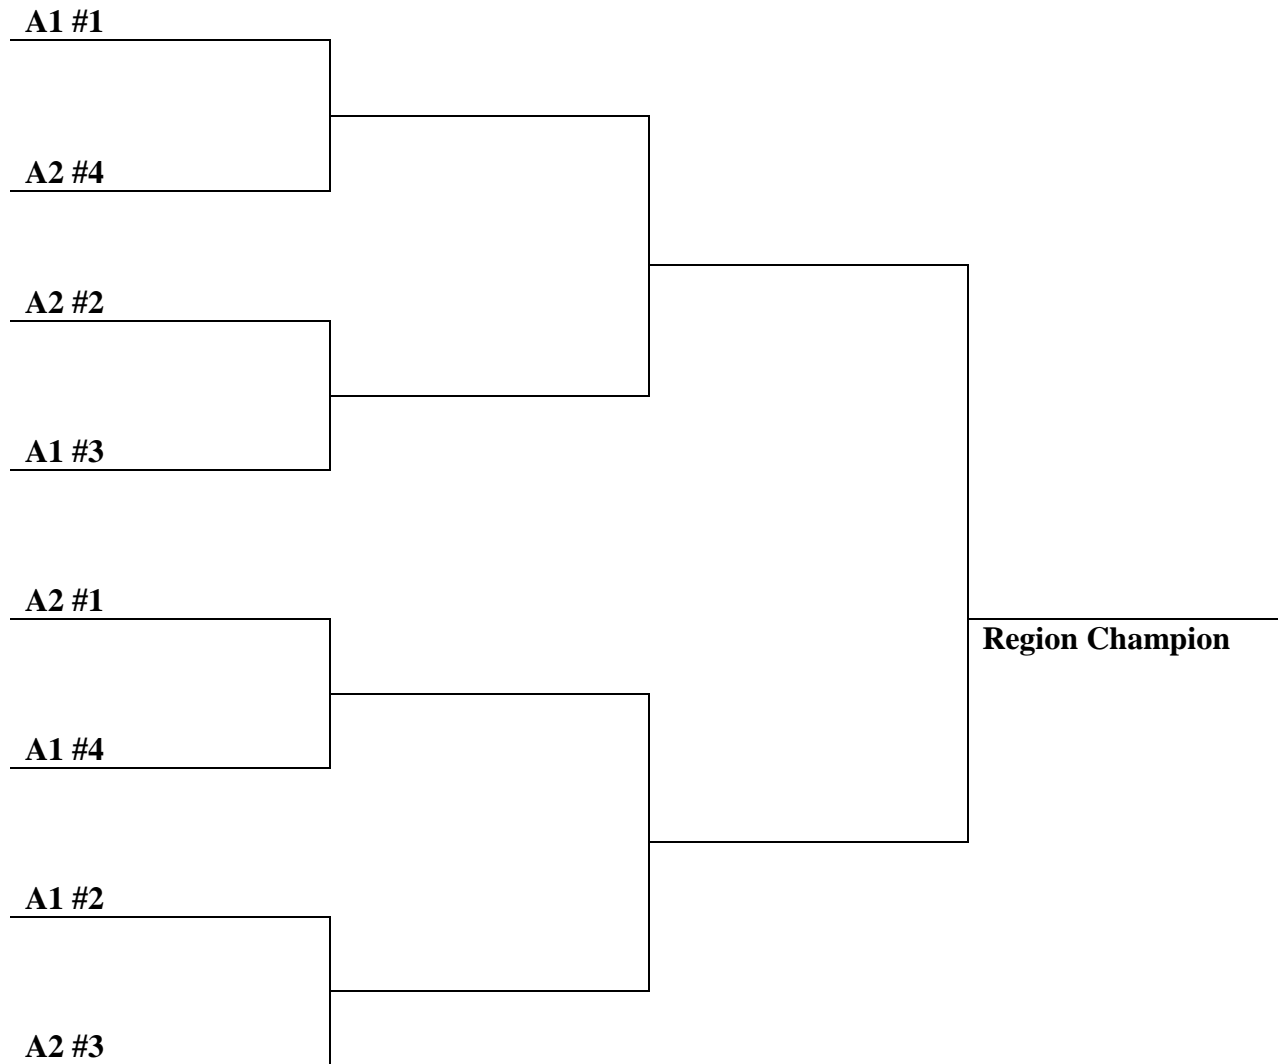 A1 #1
A2 #4
A2 #2
A1 #3
A2 #1
Region Champion
A1 #4
A1 #2
A2 #3